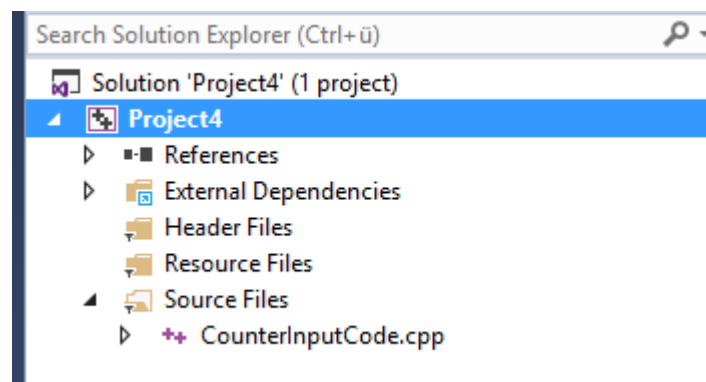 Search Solution Explorer (Ctrl+ü)
Solution 'Project4' (1 project)
Project4
References
External Dependencies
Header Files
Resource Files
Source Files
CounterInputCode.cpp